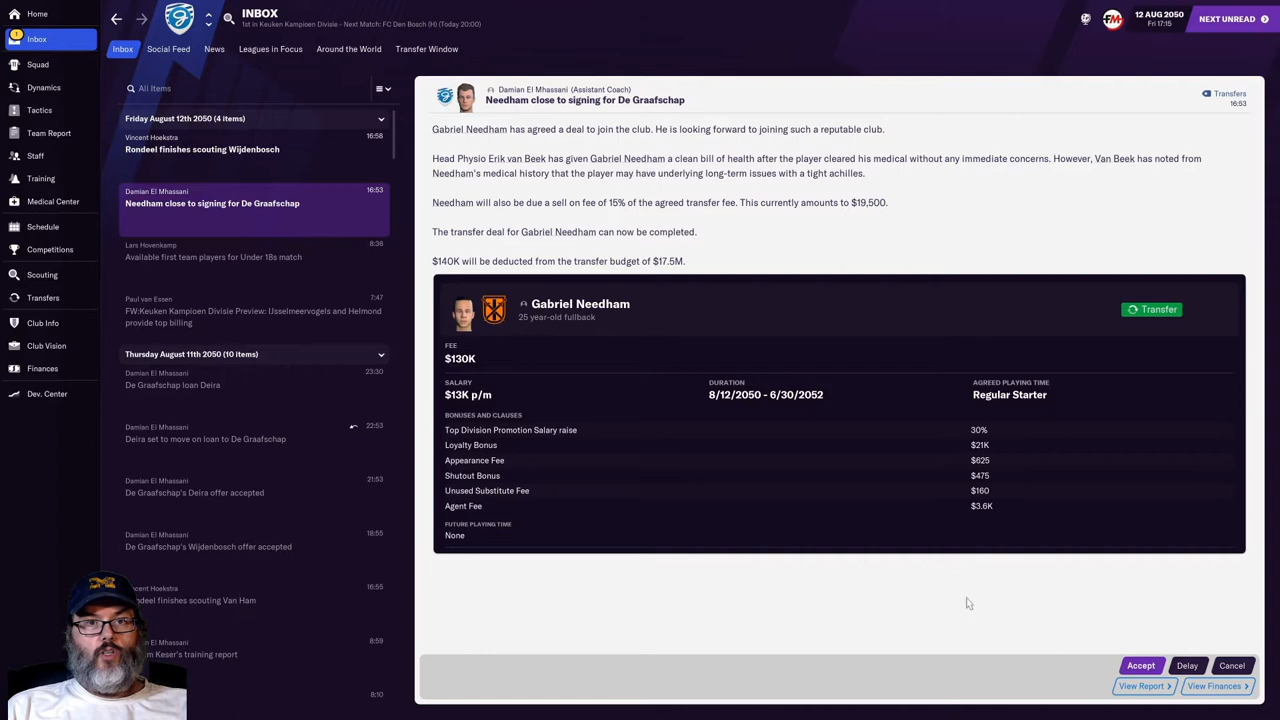 Home
INBOX
1st in Keuken Kampioen Divisie - Next Match: FC Den Bosch (H) (Today 20:00)
FM
12 AUG 2050
Fri 17:15
NEXT UNREAD
Inbox
Squad
Dynamics
Tactics
Team Report
Staff
Training
Medical Center
Schedule
Competitions
Scouting
Transfers
Club Info
Club Vision
Finances
Dev. Center
Inbox
Social Feed
News
Leagues in Focus
Around the World
Transfer Window
All Items
Friday August 12th 2050 (4 items)
Vincent Hoekstra
16:58
Rondeel finishes scouting Wijdenbosch
Damian El Mhassani
16:53
Needham close to signing for De Graafschap
Lars Hovenkamp
8:36
Available first team players for Under 18s match
Paul van Essen
7:47
FW:Keuken Kampioen Divisie Preview: IJsselmeervogels and Helmond
provide top billing
Thursday August 11th 2050 (10 items)
Damian El Mhassani
23:30
De Graafschap loan Deira
Damian El Mhassani
22:53
Deira set to move on loan to De Graafschap
Damian El Mhassani
21:53
De Graafschap's Deira offer accepted
Damian El Mhassani
18:55
De Graafschap's Wijdenbosch offer accepted
ncent Hoekstra
16:55
ndeel finishes scouting Van Ham
n El Mhassani
8:59
m Keser's training report
8:10
Damian El Mhassani (Assistant Coach)
Needham close to signing for De Graafschap
Transfers
16:53
Gabriel Needham has agreed a deal to join the club. He is looking forward to joining such a reputable club.
Head Physio Erik van Beek has given Gabriel Needham a clean bill of health after the player cleared his medical without any immediate concerns. However, Van Beek has noted from
Needham's medical history that the player may have underlying long-term issues with a tight achilles.
Needham will also be due a sell on fee of 15% of the agreed transfer fee. This currently amounts to $19,500.
The transfer deal for Gabriel Needham can now be completed.
$140K will be deducted from the transfer budget of $17.5M.
Gabriel Needham
25 year-old fullback
Transfer
FEE
$130K
SALARY
DURATION
AGREED PLAYING TIME
$13K p/m
8/12/2050 - 6/30/2052
Regular Starter
BONUSES AND CLAUSES
Top Division Promotion Salary raise
30%
Loyalty Bonus
$21K
Appearance Fee
$625
Shutout Bonus
$475
Unused Substitute Fee
$160
Agent Fee
$3.6K
FUTURE PLAYING TIME
None
Accept
Delay
Cancel
View Report
View Finances